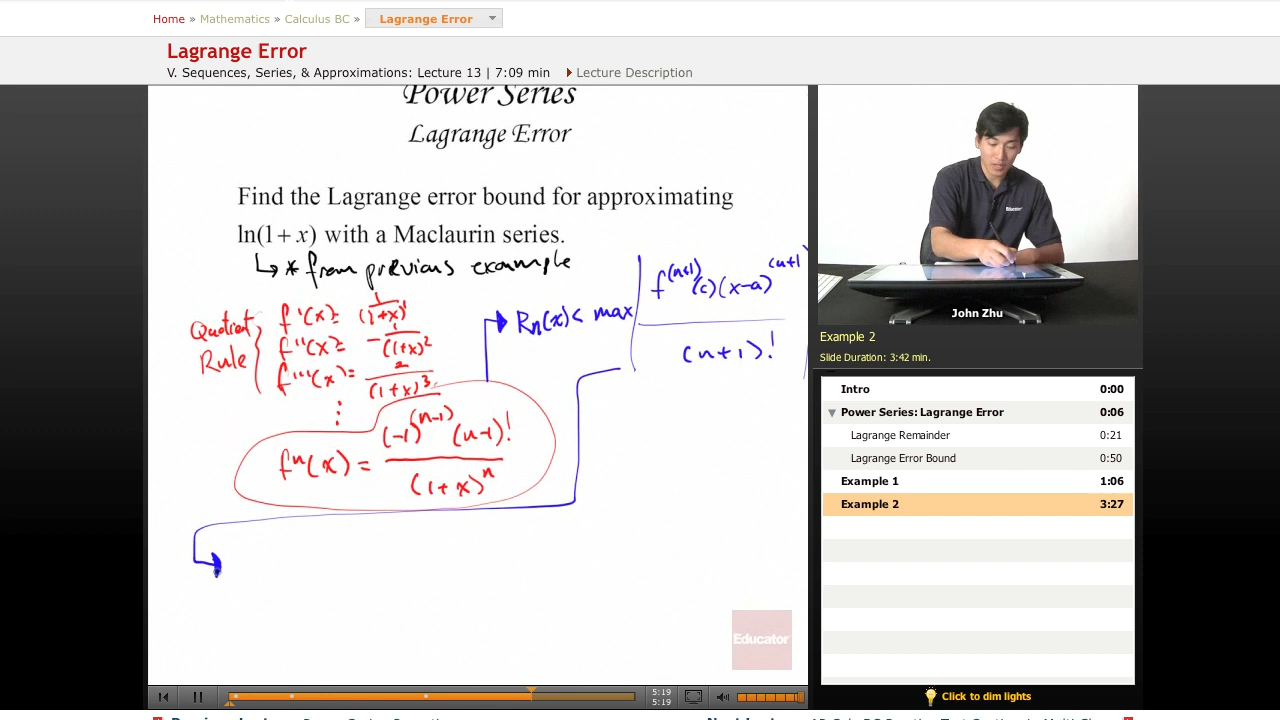 Home » Mathematics » Calculus BC » Lagrange Error
Lagrange Error
V. Sequences, Series, & Approximations: Lecture 13 | 7:09 min Lecture Description
Power Series
Lagrange Error
Find the Lagrange error bound for approximating
ln(1 + x) with a Maclaurin series.
↳ * from previous example
Quotient
Rule
f'(x) = 1/(1+x)¹
f''(x) = -1/(1+x)²
f'''(x) = 2/(1+x)³
⋮
fⁿ(x) = (-1)^(n-1) (n-1)! / (1+x)ⁿ
Rₙ(x) < max | f^(n+1)(c)(x-a)^(n+1) / (n+1)! |
Educator
Educator
John Zhu
Example 2
Slide Duration: 3:42 min.
Intro 0:00
Power Series: Lagrange Error 0:06
Lagrange Remainder 0:21
Lagrange Error Bound 0:50
Example 1 1:06
Example 2 3:27
5:19
5:19
Click to dim lights